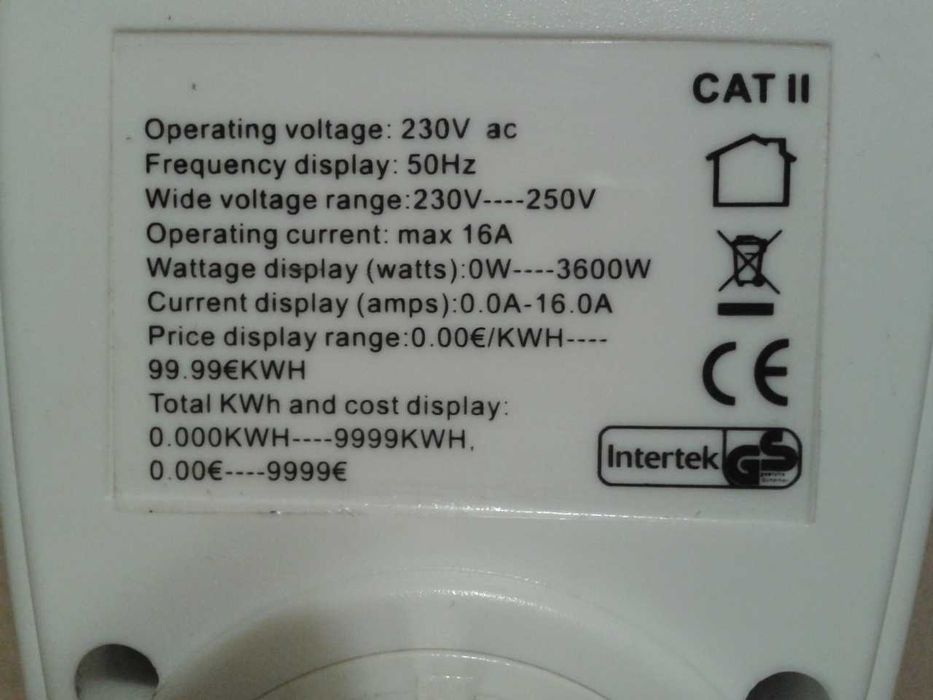 CAT II
Operating voltage: 230V ac
Frequency display: 50Hz
Wide voltage range:230V----250V
Operating current: max 16A
Wattage display (watts):0W----3600W
Current display (amps):0.0A-16.0A
Price display range:0.00€/KWH----
99.99€KWH
Total KWh and cost display:
0.000KWH----9999KWH,
0.00€----9999€
CE
Intertek GS